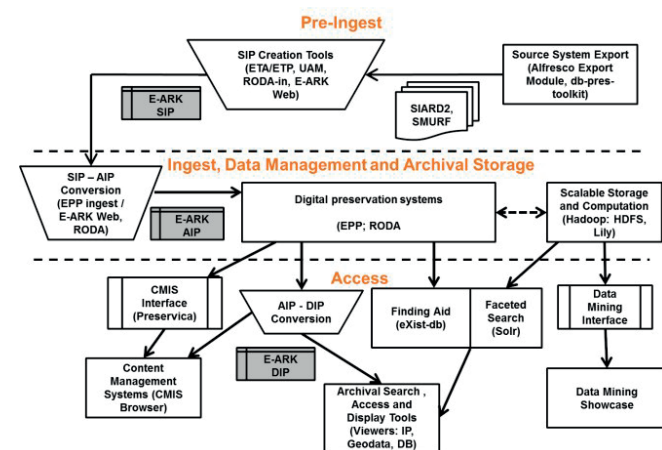 Pre-Ingest
SIP Creation Tools
(ETA/ETP, UAM,
RODA-in, E-ARK
Web)
Source System Export
(Alfresco Export
Module, db-pres-
toolkit)
E-ARK
SIP
SIARD2,
SMURF
Ingest, Data Management and Archival Storage
SIP – AIP
Conversion
(EPP ingest /
E-ARK Web,
RODA)
E-ARK
AIP
Digital preservation systems
(EPP; RODA
Scalable Storage
and Computation
(Hadoop: HDFS,
Lily)
Access
CMIS
Interface
(Preservica)
AIP - DIP
Conversion
Finding Aid
(eXist-db)
Faceted
Search
(Solr)
Data
Mining
Interface
E-ARK
DIP
Content
Management
Systems (CMIS
Browser)
Archival Search ,
Access and
Display Tools
(Viewers: IP,
Geodata, DB)
Data Mining
Showcase